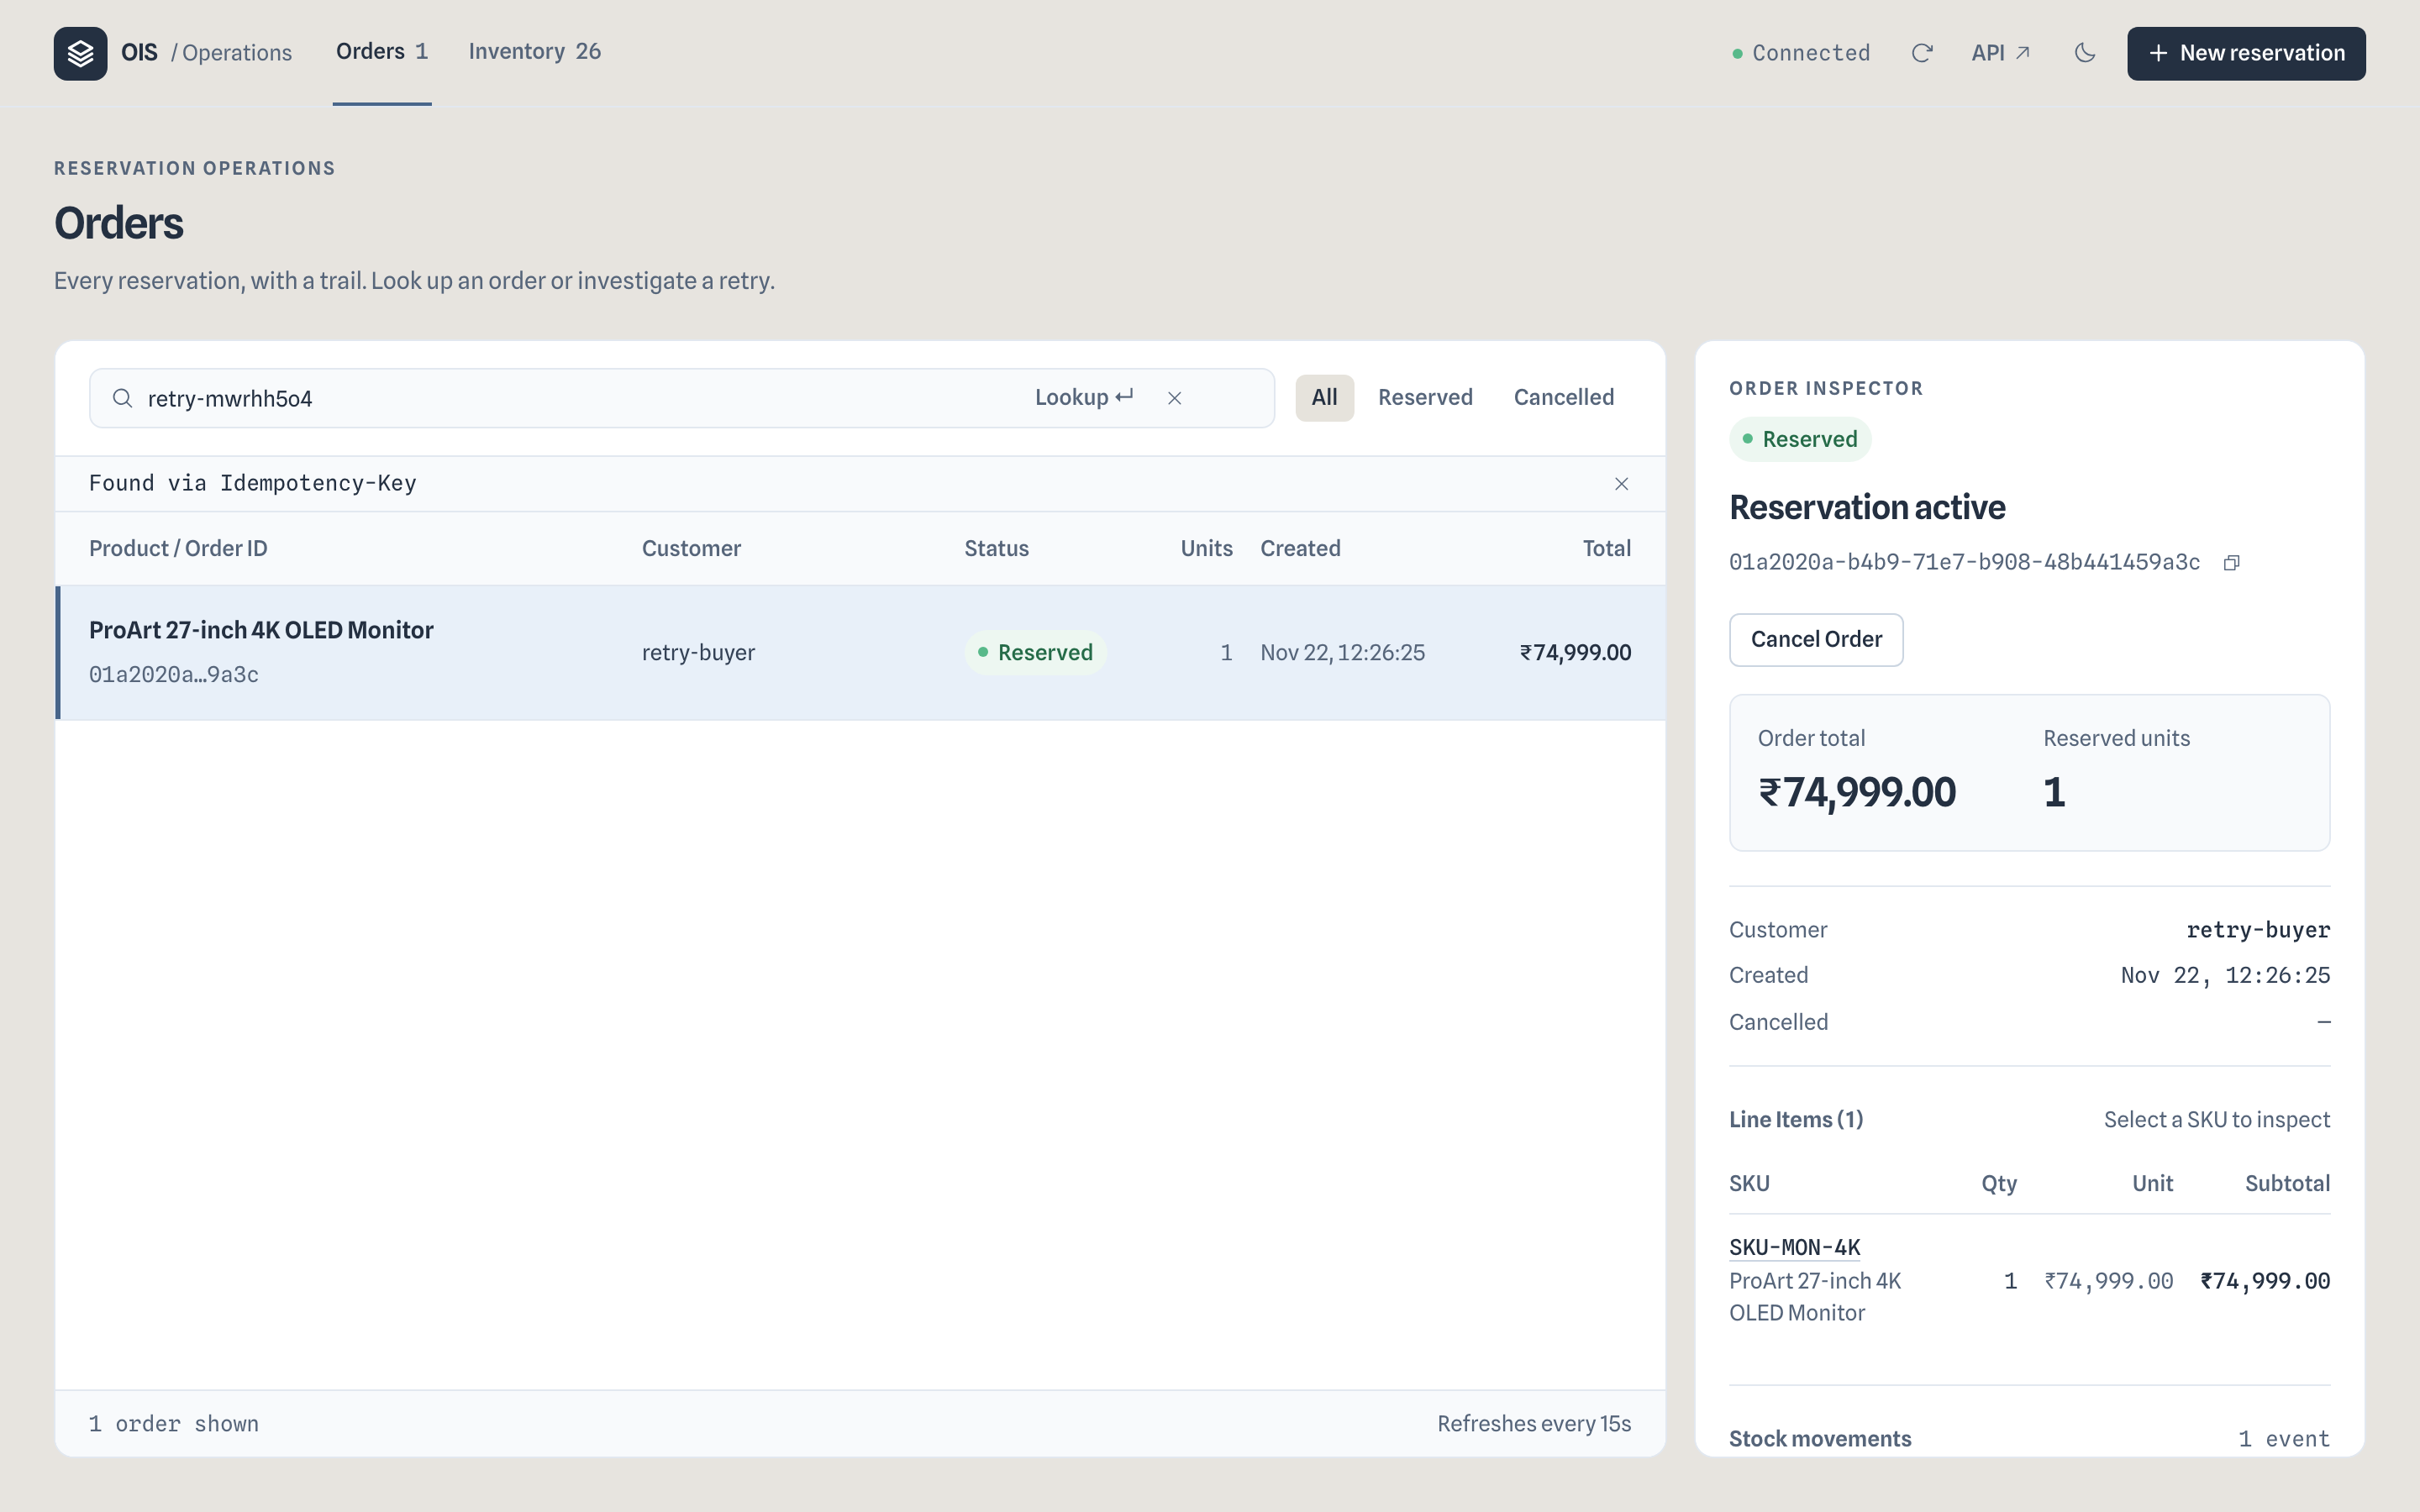 OIS / Operations Orders 1 Inventory 26 Connected API New reservation
RESERVATION OPERATIONS
Orders
Every reservation, with a trail. Look up an order or investigate a retry.
retry-mwrhh5o4 Lookup All Reserved Cancelled
Found via Idempotency-Key
Product / Order ID Customer Status Units Created Total
ProArt 27-inch 4K OLED Monitor
01a2020a…9a3c
retry-buyer Reserved 1 Nov 22, 12:26:25 ₹74,999.00
1 order shown Refreshes every 15s
ORDER INSPECTOR
Reserved
Reservation active
01a2020a-b4b9-71e7-b908-48b441459a3c
Cancel Order
Order total Reserved units
₹74,999.00 1
Customer retry-buyer
Created Nov 22, 12:26:25
Cancelled —
Line Items (1) Select a SKU to inspect
SKU Qty Unit Subtotal
SKU-MON-4K
ProArt 27-inch 4K 1 ₹74,999.00 ₹74,999.00
OLED Monitor
Stock movements 1 event